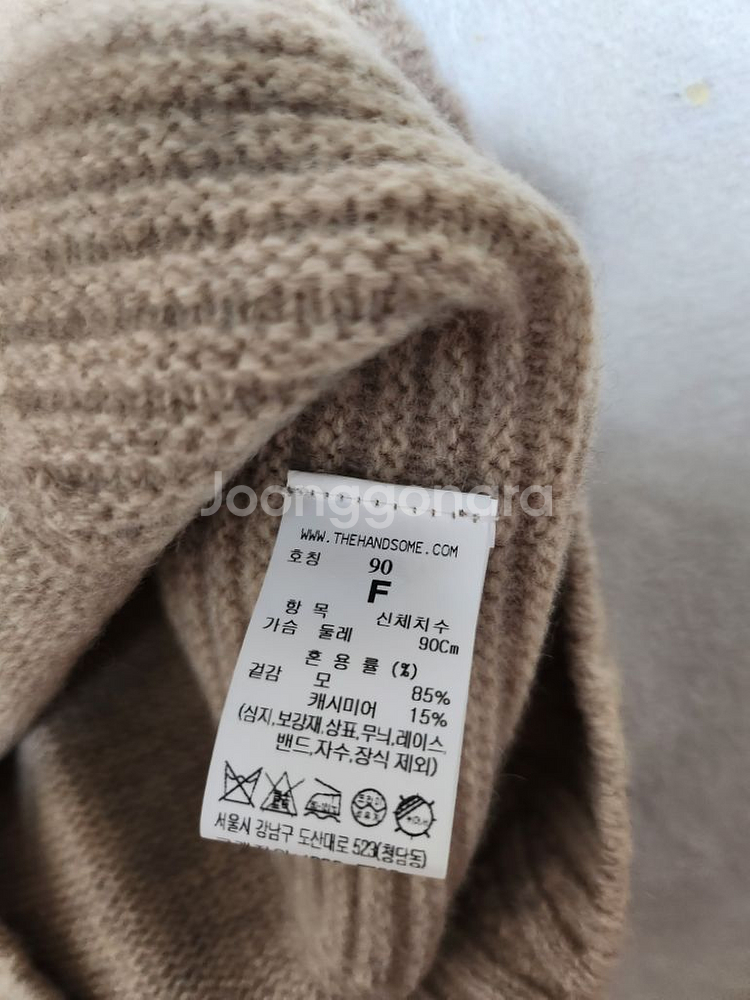 Joonggonara
WWW.THEHANDSOME.COM
호칭 90
F
항 목 신체치수
가슴 둘레 90Cm
혼 용 률 (%)
겉감 모 85%
캐시미어 15%
(심지,보강재,상표,무늬,레이스,
밴드,자수,장식 제외)
서울시 강남구 도산대로 523(청담동)